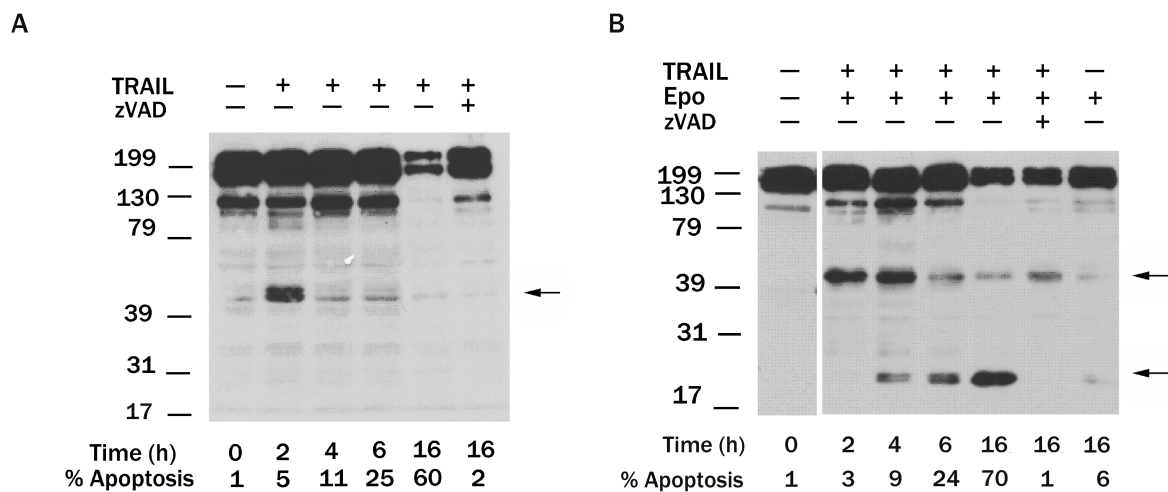 A
TRAIL – + + + + +
zVAD – – – – – +
199
130
79
39
31
17
Time (h) 0 2 4 6 16 16
% Apoptosis 1 5 11 25 60 2
B
TRAIL – + + + + + –
Epo – + + + + + +
zVAD – – – – – + –
199
130
79
39
31
17
Time (h) 0 2 4 6 16 16 16
% Apoptosis 1 3 9 24 70 1 6